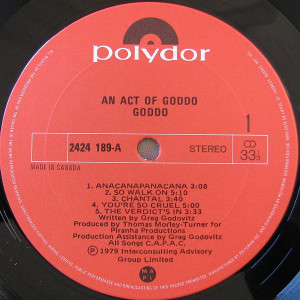 polydor
AN ACT OF GODDO
GODDO
1
2424 189-A
STEREO
33⅓
MADE IN CANADA
1. ANACANAPANACANA 3:08
2. SO WALK ON 5:10
3. CHANTAL 3:40
4. YOU'RE SO CRUEL 5:00
5. THE VERDICT'S IN 3:33
Written by Greg Godovitz
Produced by Thomas Morley-Turner for
Piranha Productions
Production Assistance by Greg Godovitz
All Songs C.A.P.A.C.
℗ 1979 Interconsulting Advisory
Group Limited
M A P L